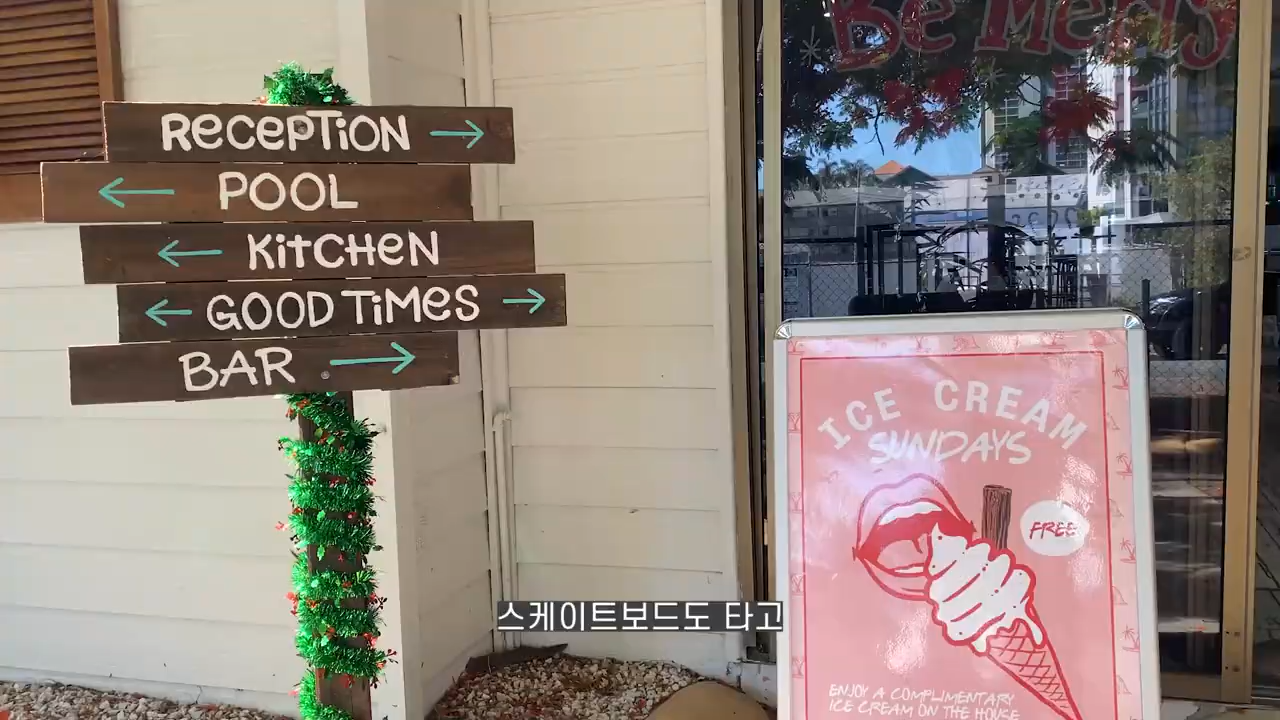 RECEPTION →
← POOL
← KITCHEN
← GOOD TIMES →
BAR →
Be Merry
ICE CREAM
SUNDAYS
FREE
ENJOY A COMPLIMENTARY
ICE CREAM ON THE HOUSE
스케이트보드도 타고